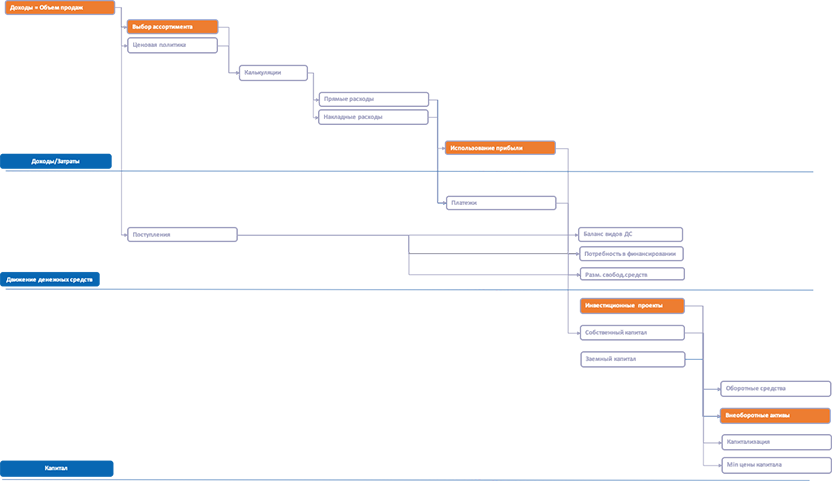 Доходы = Объем продаж
Выбор ассортимента
Ценовая политика
Калькуляции
Прямые расходы
Накладные расходы
Использование прибыли
Доходы/Затраты
Платежи
Поступления
Баланс видов ДС
Потребность в финансировании
Разм. свобод.средств
Движение денежных средств
Инвестиционные проекты
Собственный капитал
Заемный капитал
Оборотные средства
Внеоборотные активы
Капитализация
Min цены капитала
Капитал